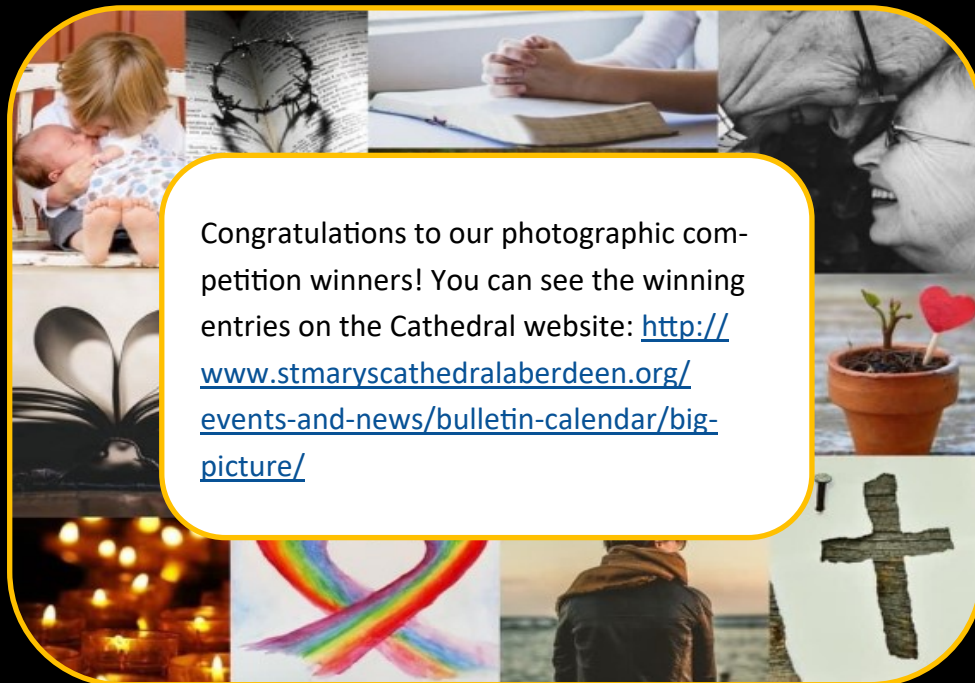 Congratulations to our photographic com-
petition winners! You can see the winning
entries on the Cathedral website: http://
www.stmaryscathedralaberdeen.org/
events-and-news/bulletin-calendar/big-
picture/